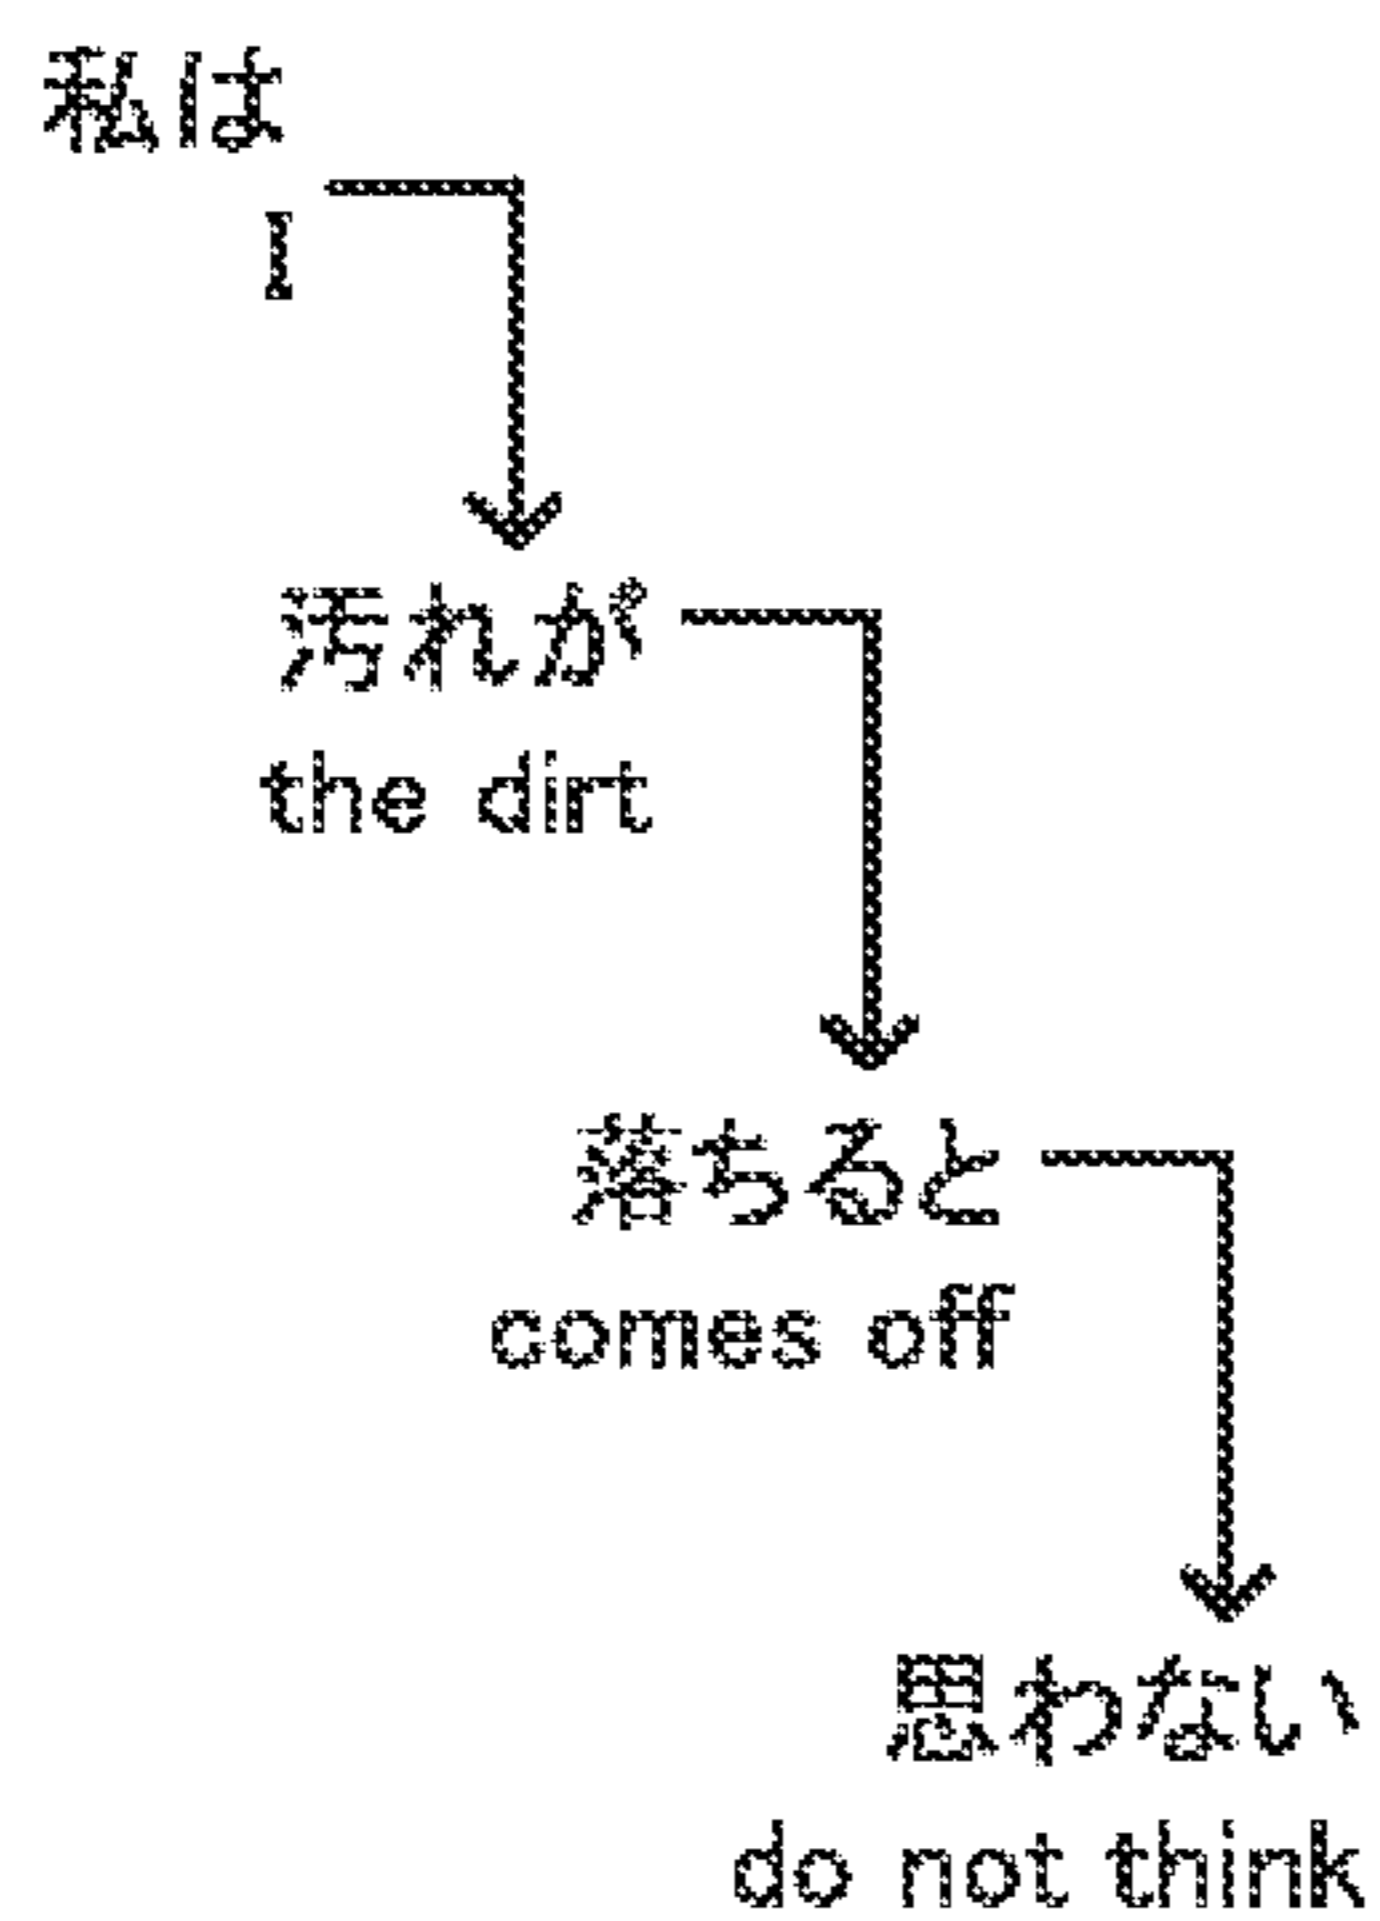 私は
I
汚れが
the dirt
落ちると
comes off
思わない
do not think